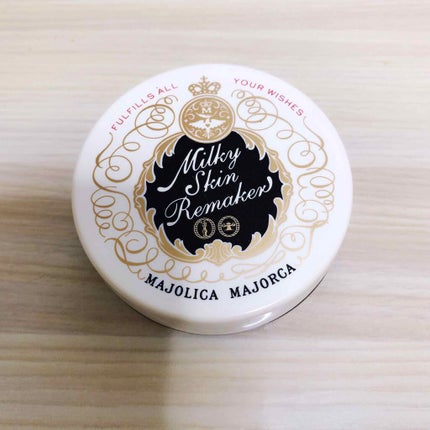 FULFILLS ALL YOUR WISHES
M
Milky
Skin
Remaker
MAJOLICA MAJORCA